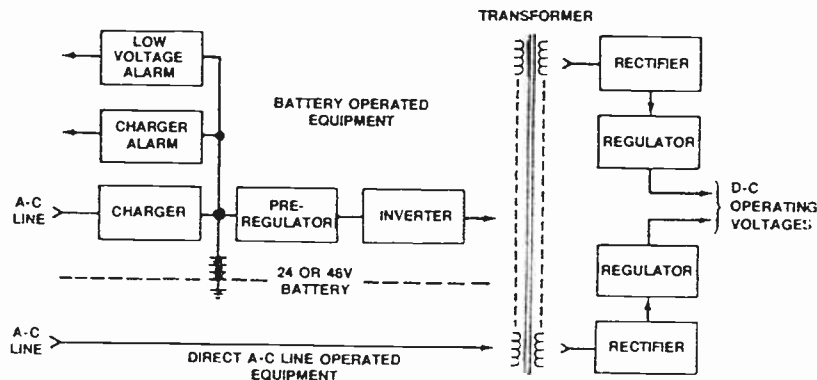 TRANSFORMER
LOW
VOLTAGE
ALARM
BATTERY OPERATED
EQUIPMENT
CHARGER
ALARM
A-C
LINE
CHARGER
PRE-
REGULATOR
INVERTER
24 OR 48V
BATTERY
A-C
LINE
DIRECT A-C LINE OPERATED
EQUIPMENT
RECTIFIER
REGULATOR
D-C
OPERATING
VOLTAGES
REGULATOR
RECTIFIER